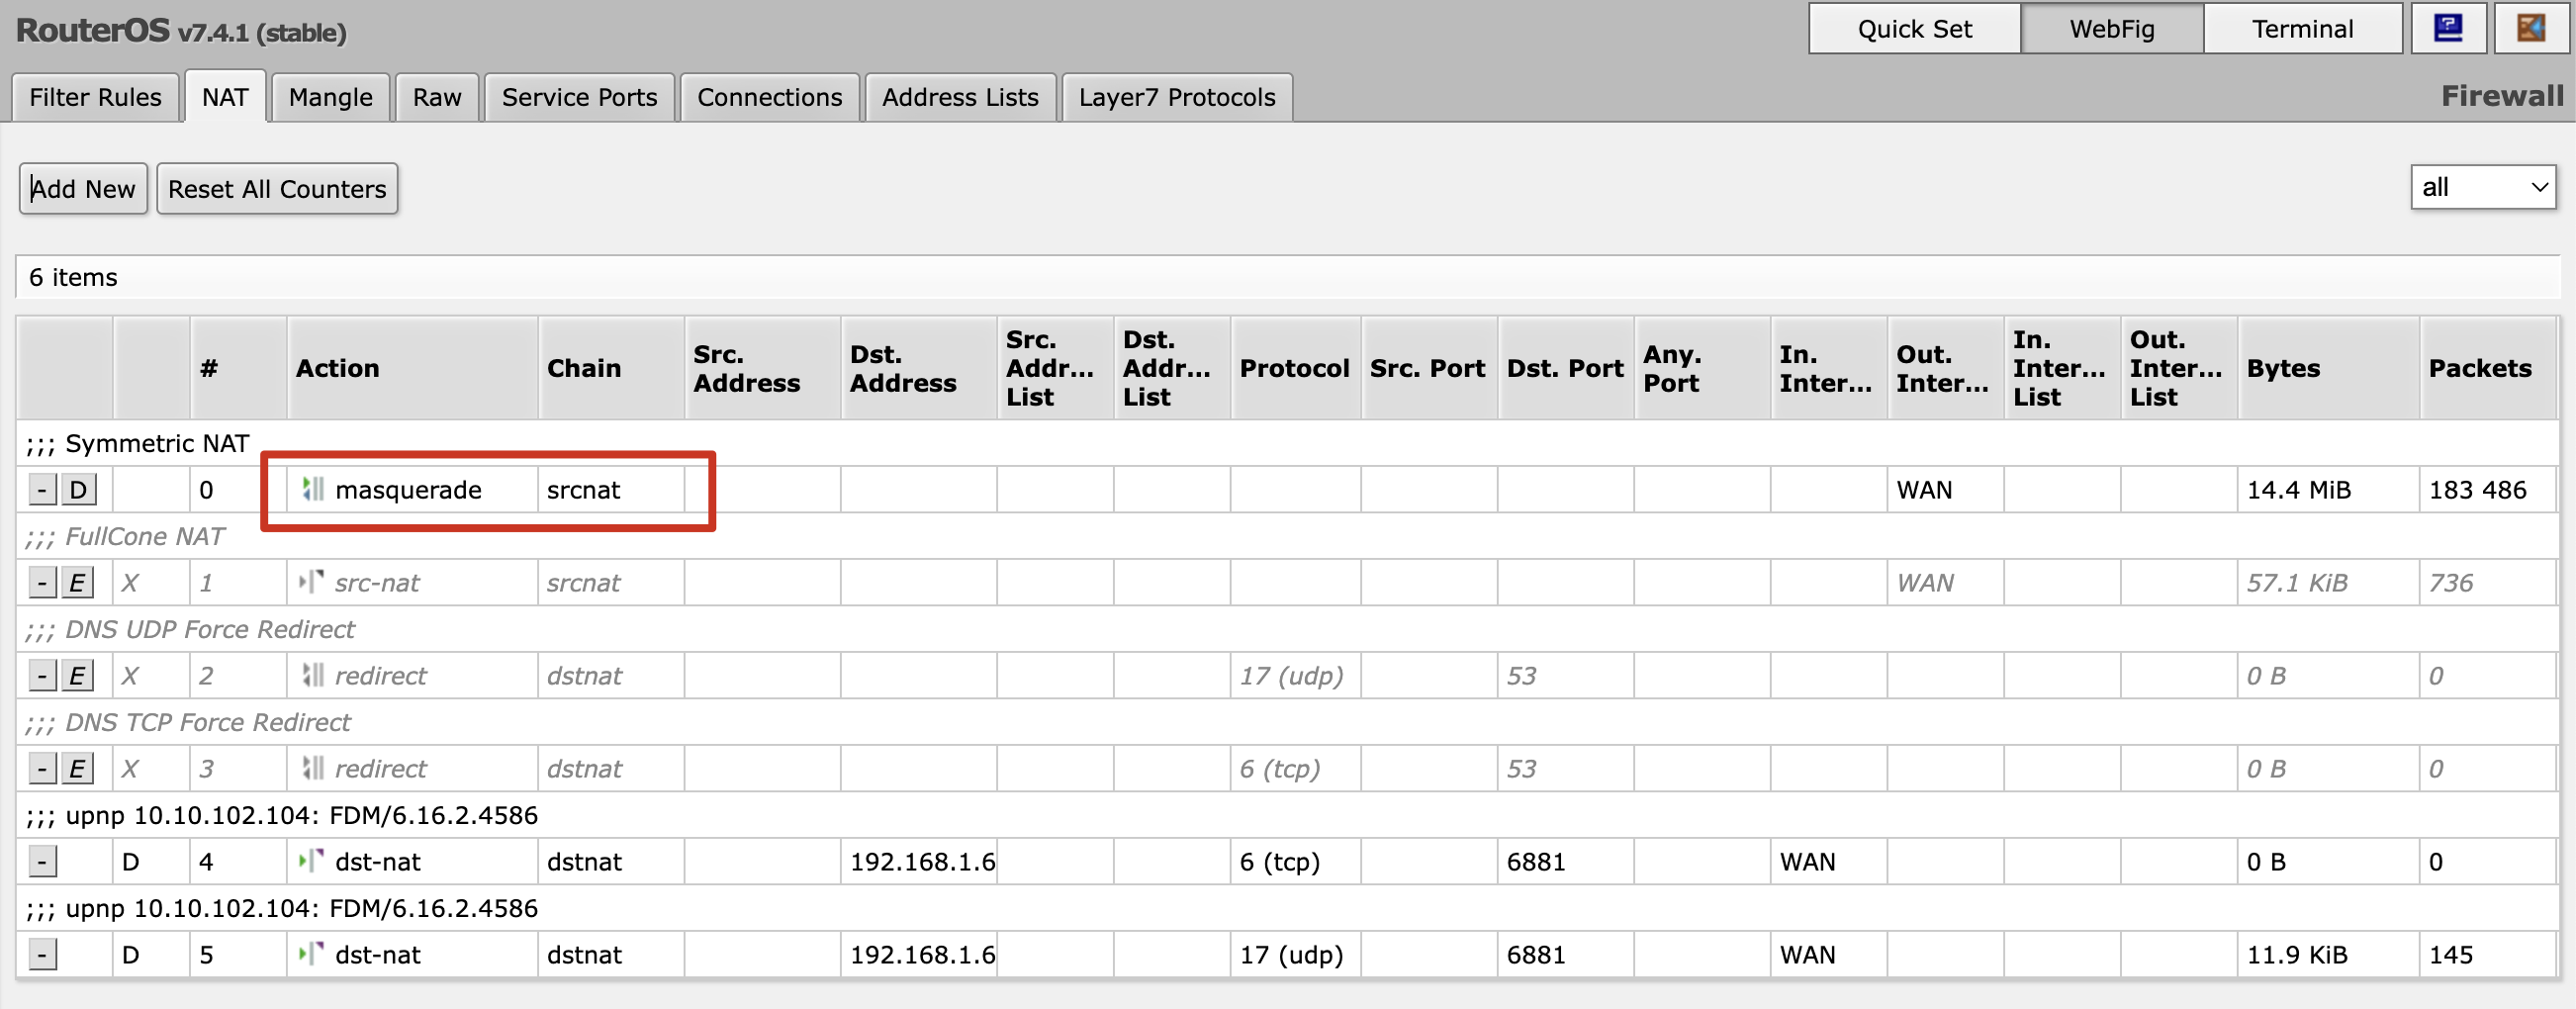 RouterOS v7.4.1 (stable)
Quick Set WebFig Terminal
Filter Rules NAT Mangle Raw Service Ports Connections Address Lists Layer7 Protocols Firewall
Add New Reset All Counters all
6 items
# Action Chain Src. Address Dst. Address Src. Addr... List Dst. Addr... List Protocol Src. Port Dst. Port Any. Port In. Inter... Out. Inter... In. Inter... List Out. Inter... List Bytes Packets
;;; Symmetric NAT
- D 0 masquerade srcnat WAN 14.4 MiB 183 486
;;; FullCone NAT
- E X 1 src-nat srcnat WAN 57.1 KiB 736
;;; DNS UDP Force Redirect
- E X 2 redirect dstnat 17 (udp) 53 0 B 0
;;; DNS TCP Force Redirect
- E X 3 redirect dstnat 6 (tcp) 53 0 B 0
;;; upnp 10.10.102.104: FDM/6.16.2.4586
- D 4 dst-nat dstnat 192.168.1.6 6 (tcp) 6881 WAN 0 B 0
;;; upnp 10.10.102.104: FDM/6.16.2.4586
- D 5 dst-nat dstnat 192.168.1.6 17 (udp) 6881 WAN 11.9 KiB 145